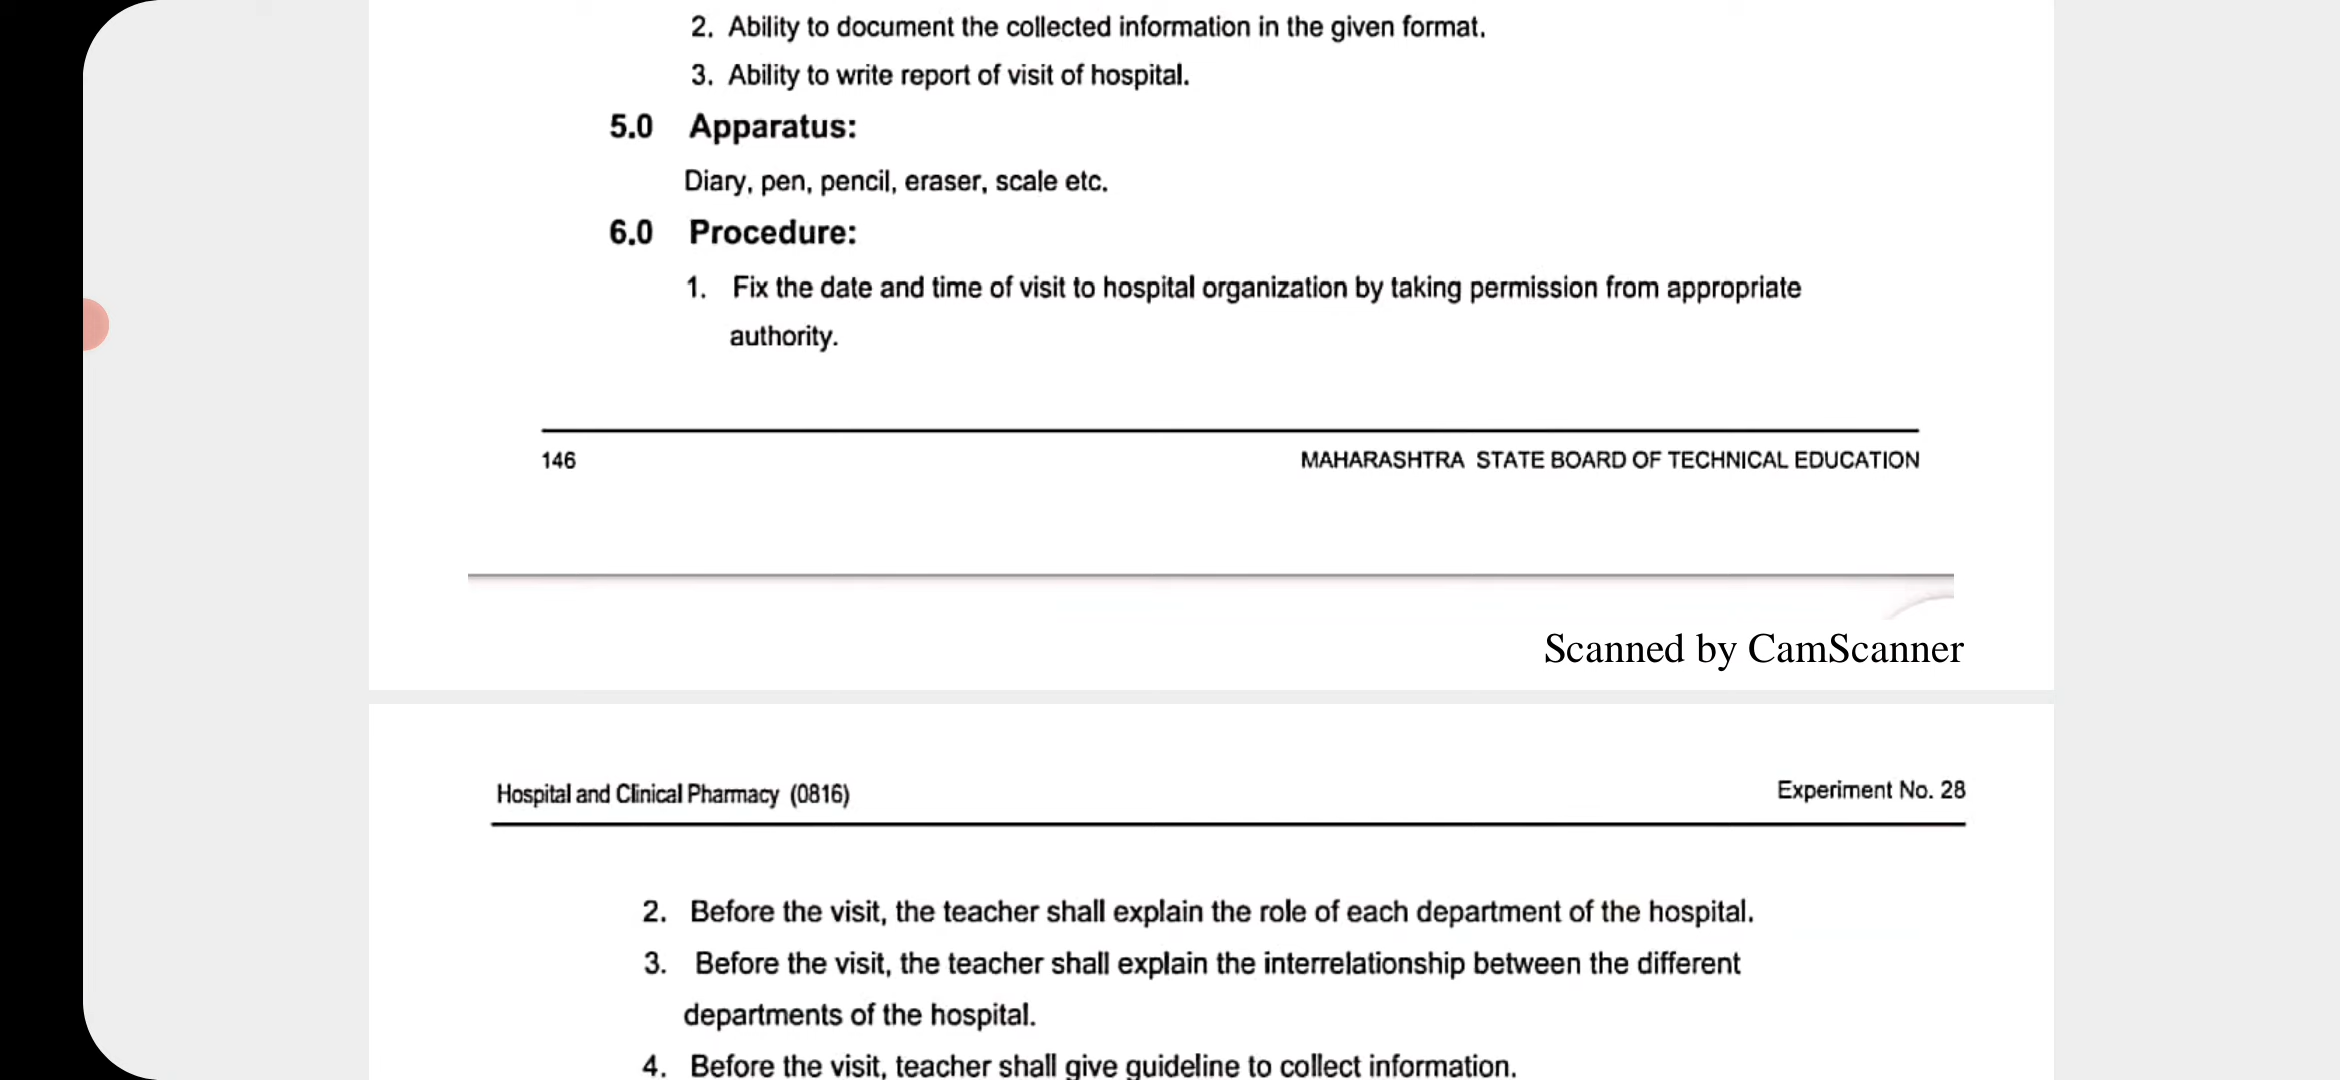 2. Ability to document the collected information in the given format.
3. Ability to write report of visit of hospital.
5.0 Apparatus:
Diary, pen, pencil, eraser, scale etc.
6.0 Procedure:
1. Fix the date and time of visit to hospital organization by taking permission from appropriate
authority.
146 MAHARASHTRA STATE BOARD OF TECHNICAL EDUCATION
Scanned by CamScanner
Hospital and Clinical Pharmacy (0816) Experiment No. 28
2. Before the visit, the teacher shall explain the role of each department of the hospital.
3. Before the visit, the teacher shall explain the interrelationship between the different
departments of the hospital.
4. Before the visit, teacher shall give guideline to collect information.